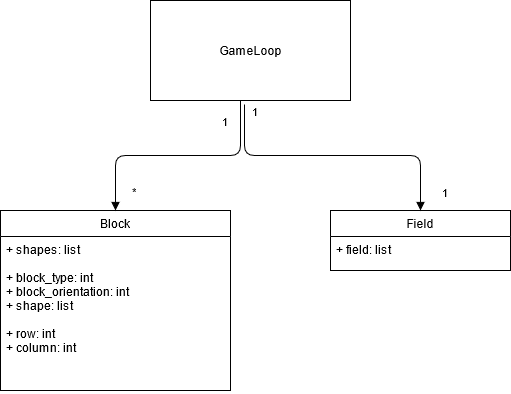 GameLoop
1
1
*
1
Block
+ shapes: list
+ block_type: int
+ block_orientation: int
+ shape: list
+ row: int
+ column: int
Field
+ field: list